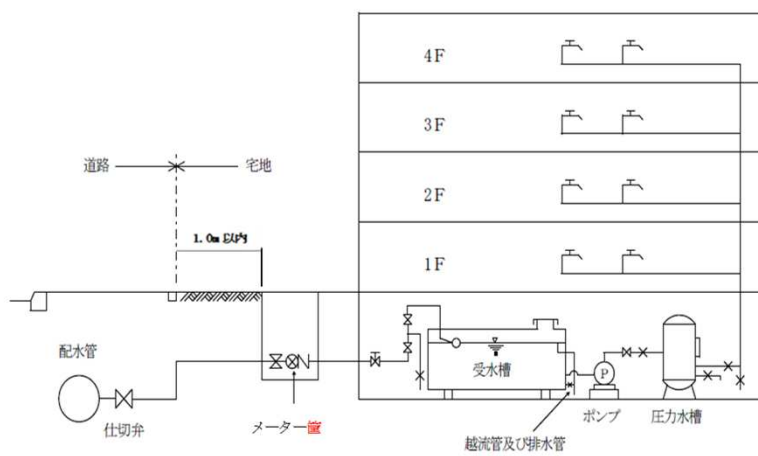 4F
3F
道路 宅地
2F
1.0m以内
1F
配水管
受水槽
P
仕切弁
メーター筐
ポンプ
圧力水槽
越流管及び排水管